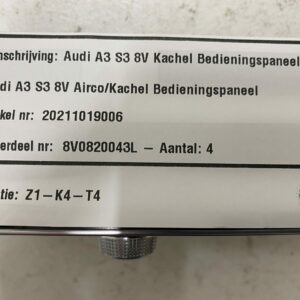 nschrijving: Audi A3 S3 8V Kachel Bedieningspaneel
di A3 S3 8V Airco/Kachel Bedieningspaneel
kel nr: 20211019006
erdeel nr: 8V0820043L – Aantal: 4
tie: Z1–K4–T4